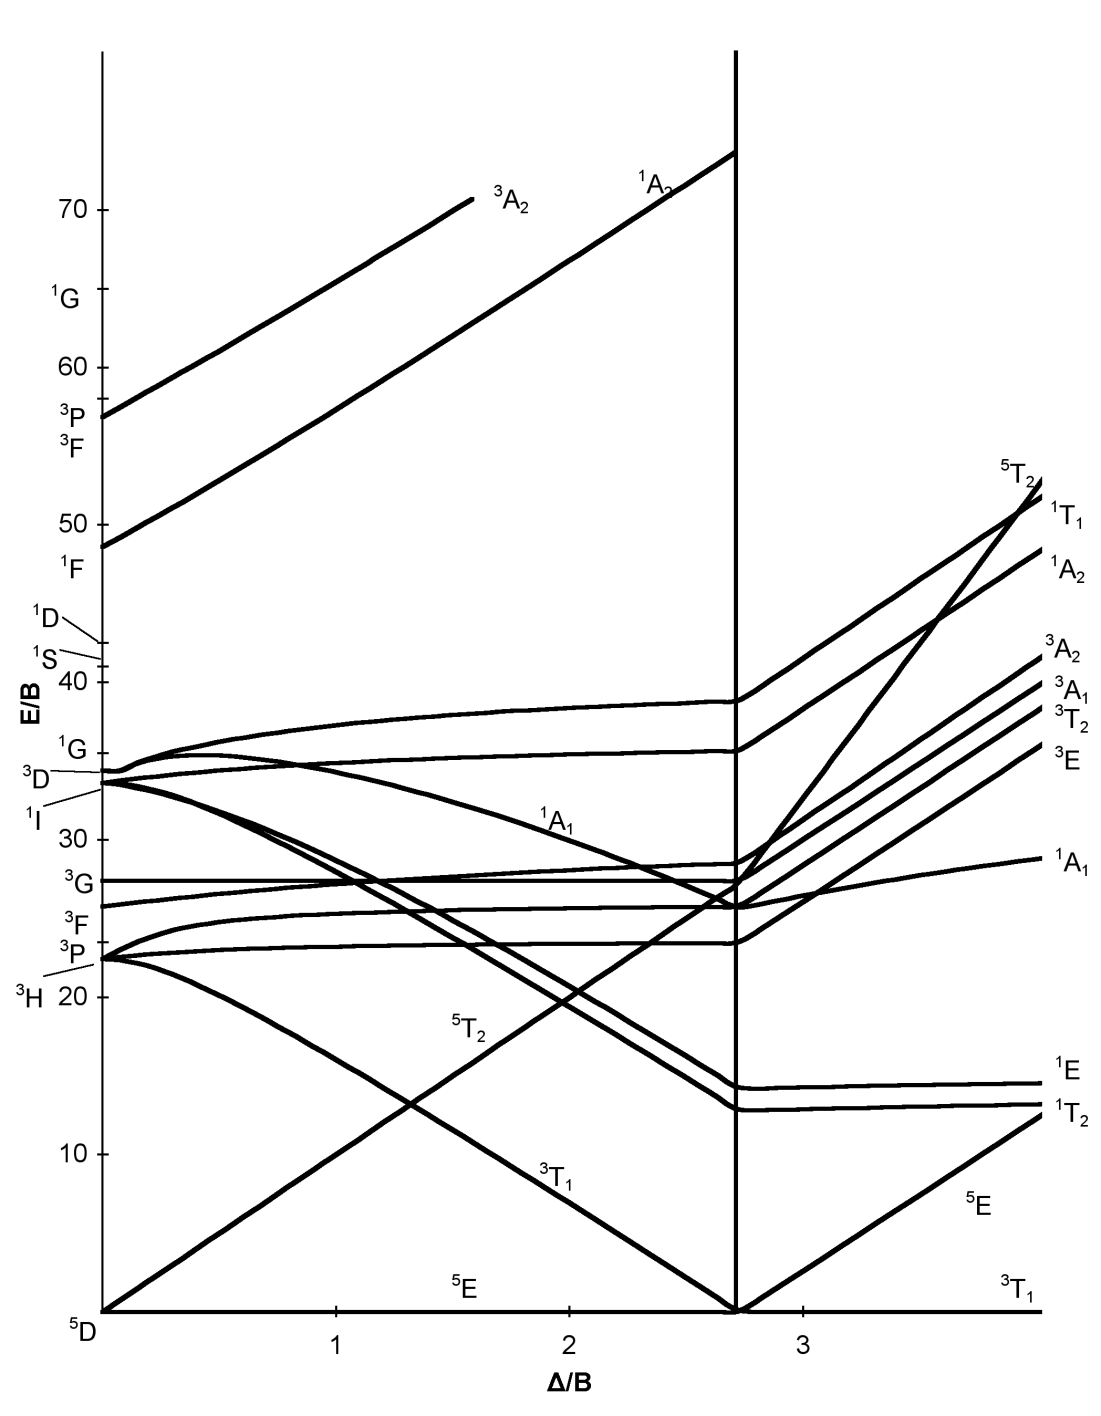 ³A₂
¹A₂
70
¹G
60
³P
³F
⁵T₂
50
¹T₁
¹F
¹A₂
¹D
¹S
³A₂
40
³A₁
E/B
³T₂
¹G
³E
³D
¹I
¹A₁
30
¹A₁
³G
³F
³P
³H
20
⁵T₂
¹E
¹T₂
10
³T₁
⁵E
⁵E
³T₁
⁵D
1
2
3
Δ/B